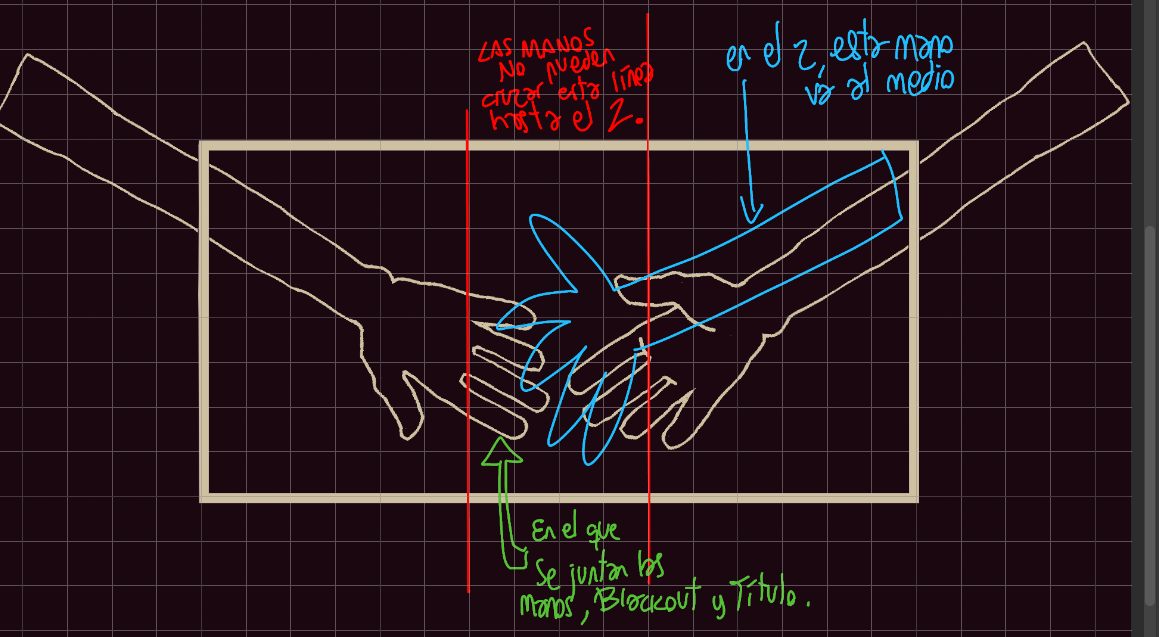 LAS MANOS
No pueden
cruzar esta línea
hasta el 2.
en el 2, esta mano
va al medio
En el que
se juntan las
manos, Blackout y Título.